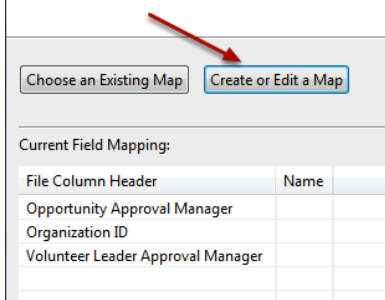 Choose an Existing Map Create or Edit a Map
Current Field Mapping:
File Column Header Name
Opportunity Approval Manager
Organization ID
Volunteer Leader Approval Manager